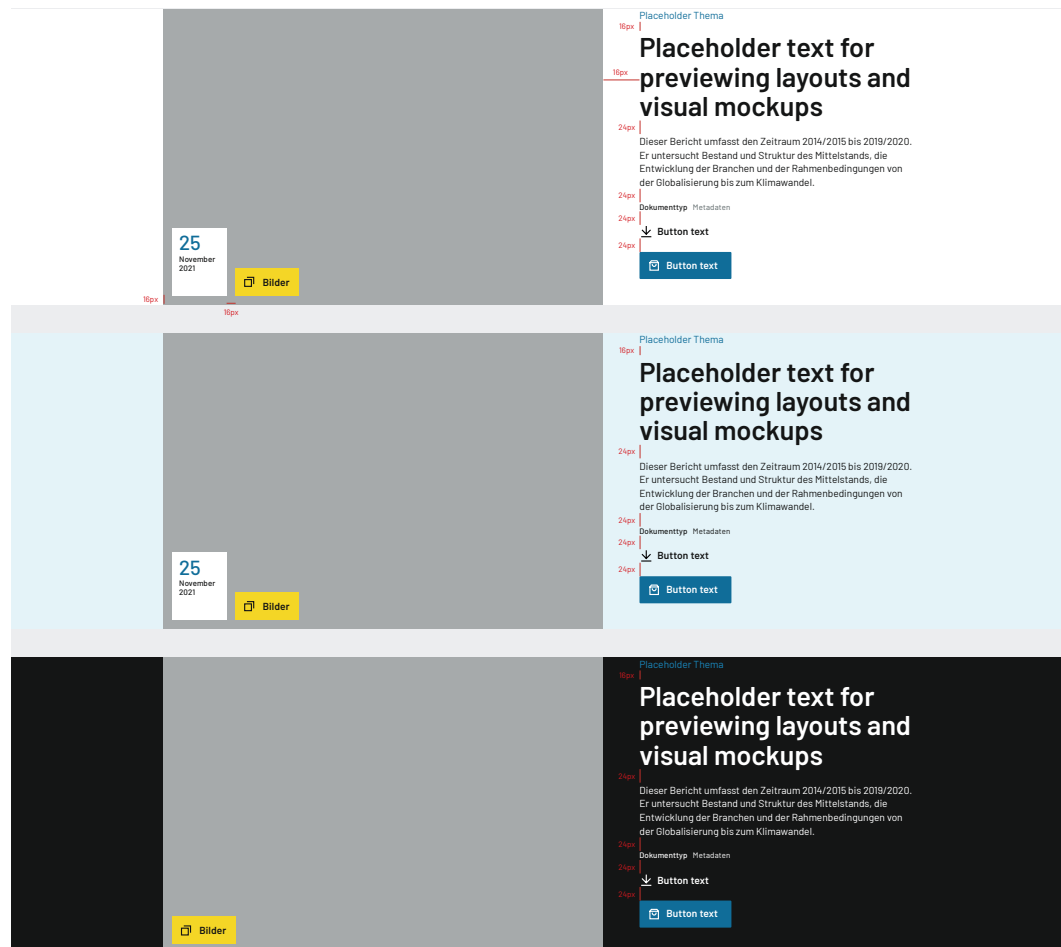 Placeholder Thema
16px
Placeholder text for
16px
previewing layouts and
visual mockups
24px
Dieser Bericht umfasst den Zeitraum 2014/2015 bis 2019/2020.
Er untersucht Bestand und Struktur des Mittelstands, die
Entwicklung der Branchen und der Rahmenbedingungen von
der Globalisierung bis zum Klimawandel.
24px
Dokumenttyp Metadaten
24px
Button text
24px
Button text
25
November
2021
Bilder
16px
16px
Placeholder Thema
16px
Placeholder text for
previewing layouts and
visual mockups
24px
Dieser Bericht umfasst den Zeitraum 2014/2015 bis 2019/2020.
Er untersucht Bestand und Struktur des Mittelstands, die
Entwicklung der Branchen und der Rahmenbedingungen von
der Globalisierung bis zum Klimawandel.
24px
Dokumenttyp Metadaten
24px
Button text
24px
Button text
25
November
2021
Bilder
Placeholder Thema
16px
Placeholder text for
previewing layouts and
visual mockups
24px
Dieser Bericht umfasst den Zeitraum 2014/2015 bis 2019/2020.
Er untersucht Bestand und Struktur des Mittelstands, die
Entwicklung der Branchen und der Rahmenbedingungen von
der Globalisierung bis zum Klimawandel.
24px
Dokumenttyp Metadaten
24px
Button text
24px
Button text
Bilder